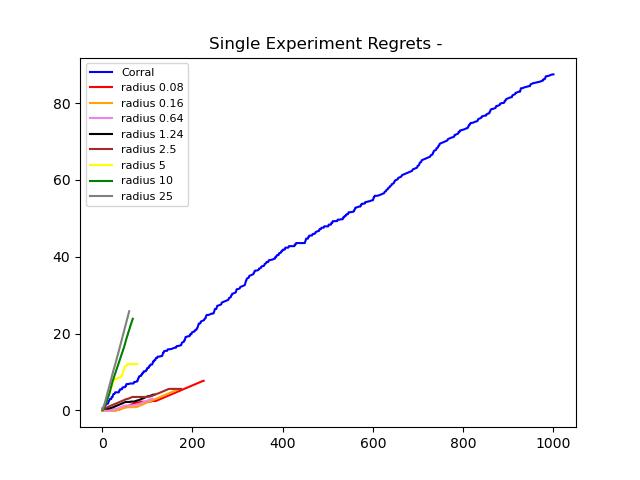 Single Experiment Regrets -
Corral
radius 0.08
radius 0.16
radius 0.64
radius 1.24
radius 2.5
radius 5
radius 10
radius 25
80
60
40
20
0
0 200 400 600 800 1000